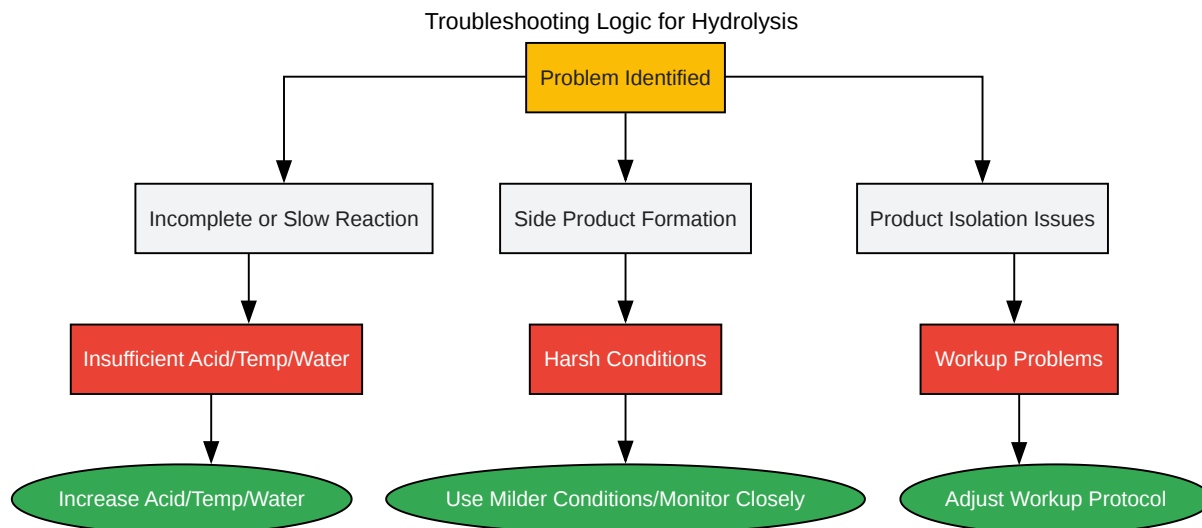 Troubleshooting Logic for Hydrolysis
Problem Identified
Incomplete or Slow Reaction
Side Product Formation
Product Isolation Issues
Insufficient Acid/Temp/Water
Harsh Conditions
Workup Problems
Increase Acid/Temp/Water
Use Milder Conditions/Monitor Closely
Adjust Workup Protocol